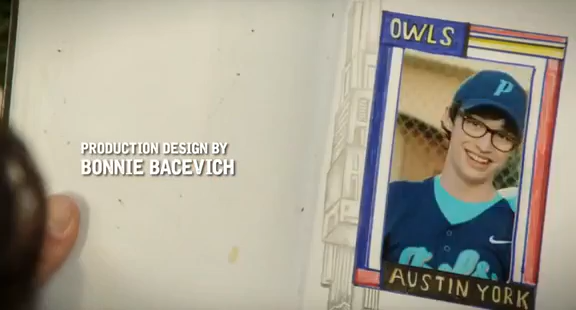 OWLS
P
PRODUCTION DESIGN BY
BONNIE BACEVICH
AUSTIN YORK